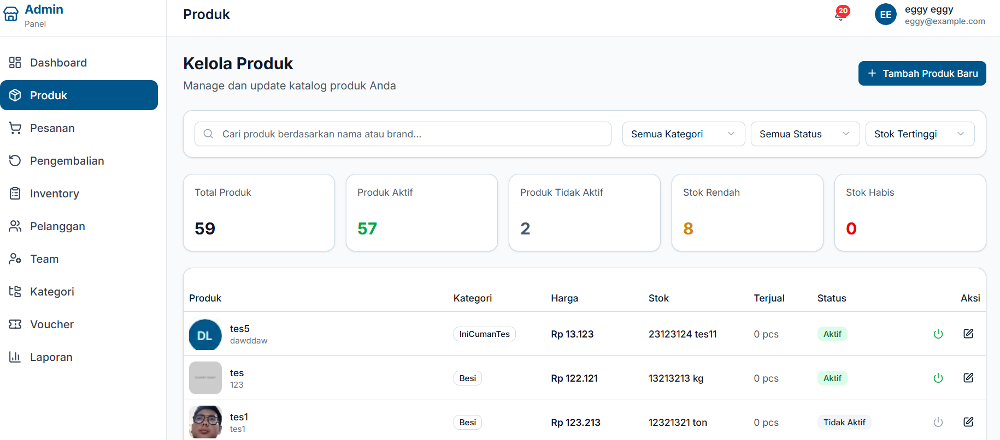 Admin
Panel
Produk
20
EE
eggy eggy
eggy@example.com
Dashboard
Produk
Pesanan
Pengembalian
Inventory
Pelanggan
Team
Kategori
Voucher
Laporan
Kelola Produk
Manage dan update katalog produk Anda
+ Tambah Produk Baru
Cari produk berdasarkan nama atau brand...
Semua Kategori
Semua Status
Stok Tertinggi
Total Produk
59
Produk Aktif
57
Produk Tidak Aktif
2
Stok Rendah
8
Stok Habis
0
Produk Kategori Harga Stok Terjual Status Aksi
DL
tes5
dawddaw
IniCumanTes Rp 13.123 23123124 tes11 0 pcs Aktif
tes
123
Besi Rp 122.121 13213213 kg 0 pcs Aktif
tes1
tes1
Besi Rp 123.213 12321321 ton 0 pcs Tidak Aktif